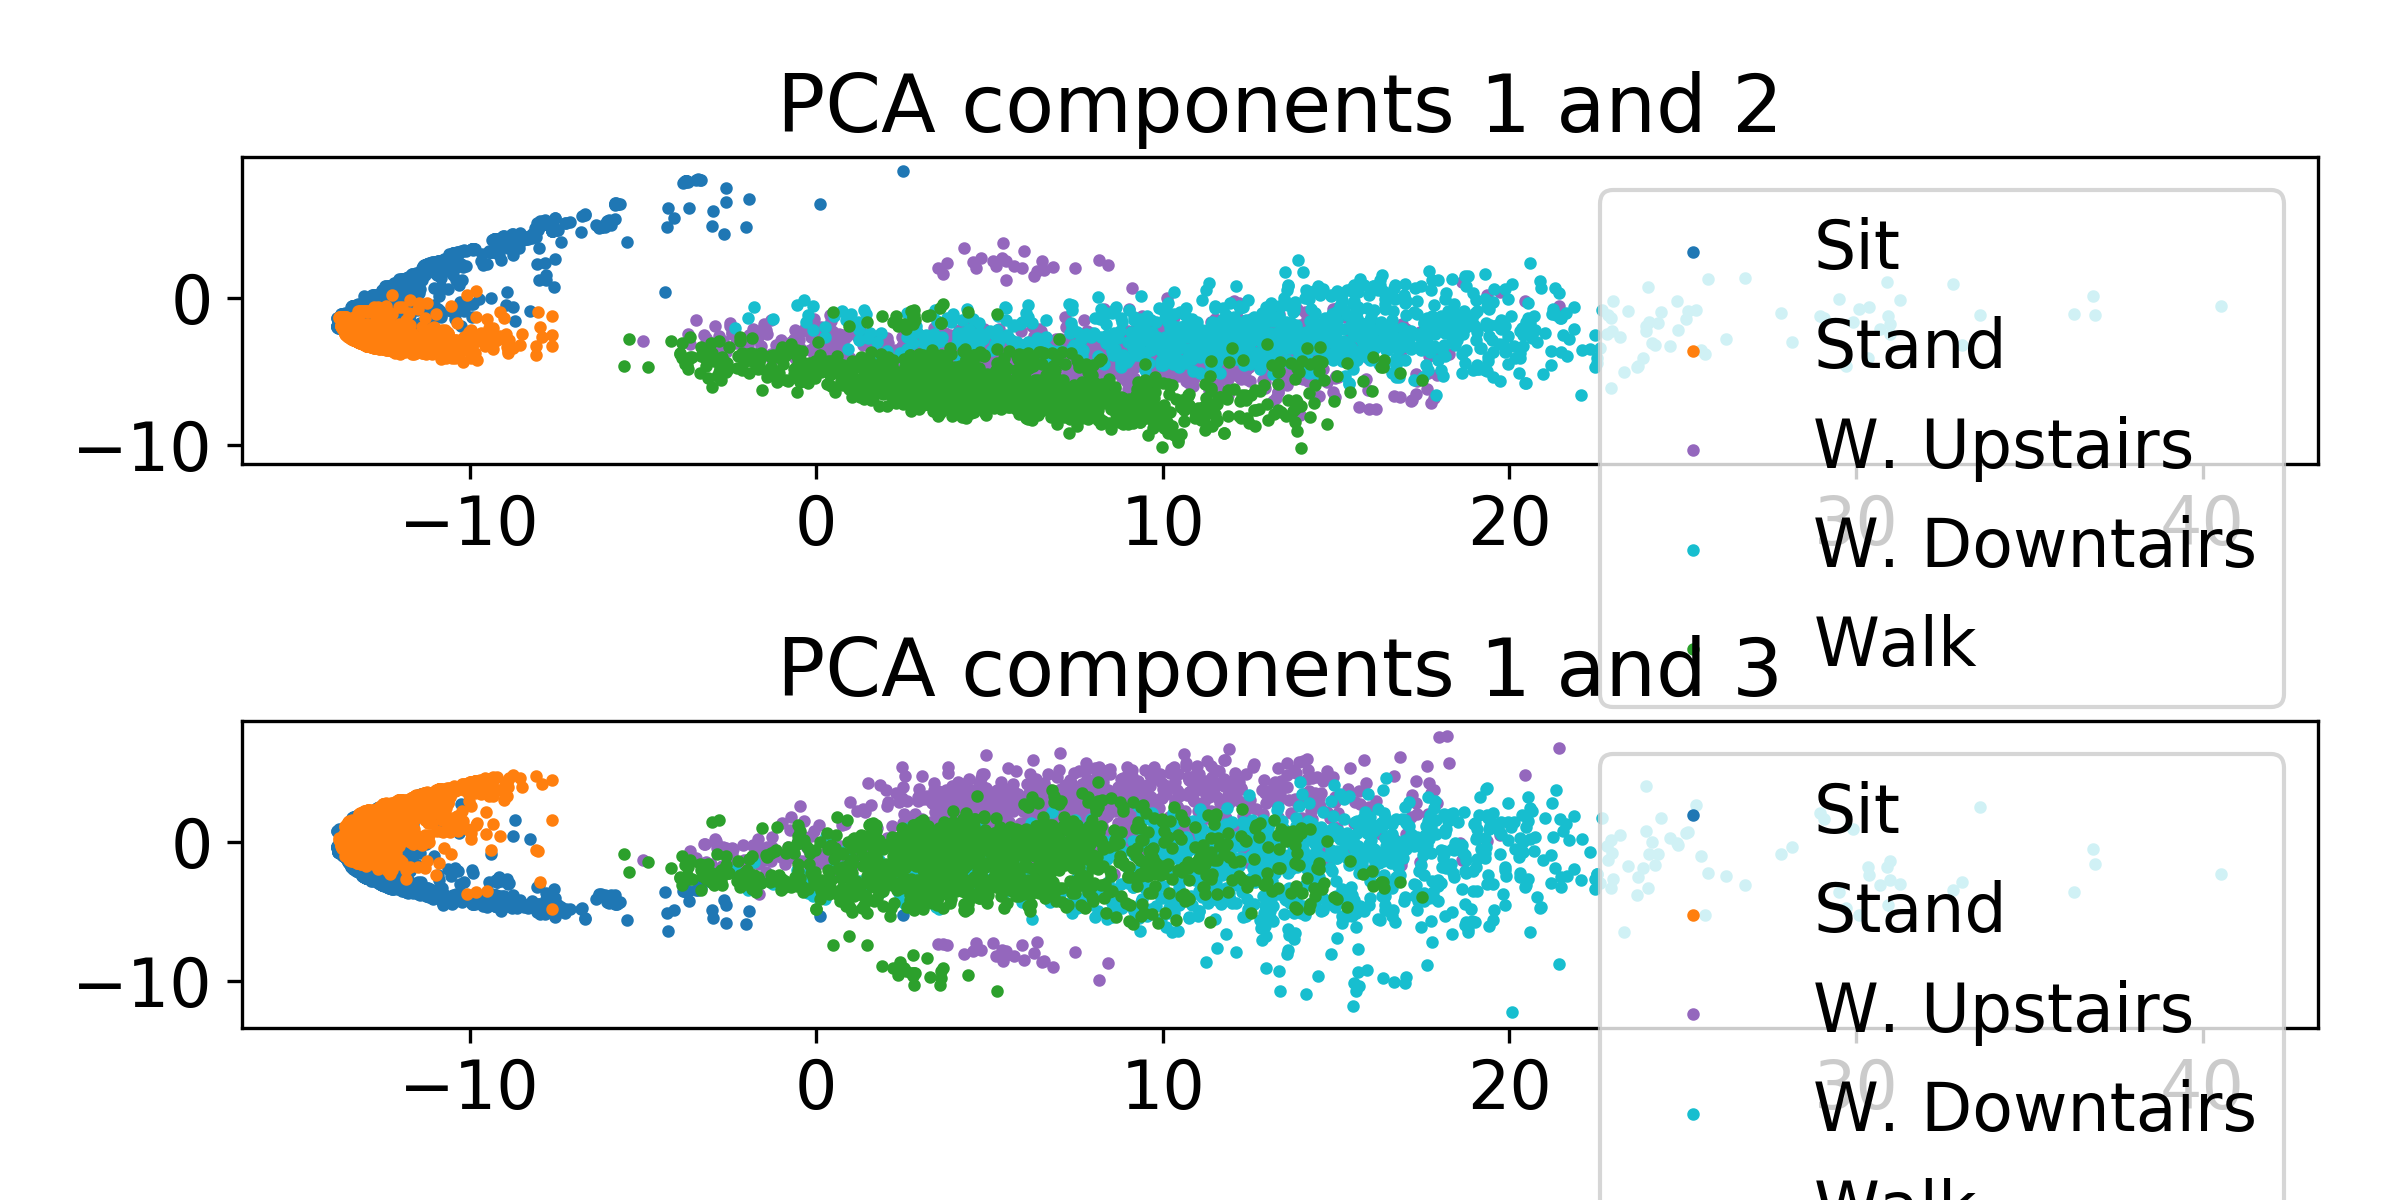 PCA components 1 and 2
0
−10
−10 0 10 20 30 40
Sit
Stand
W. Upstairs
W. Downtairs
Walk
PCA components 1 and 3
0
−10
−10 0 10 20 30 40
Sit
Stand
W. Upstairs
W. Downtairs
Walk